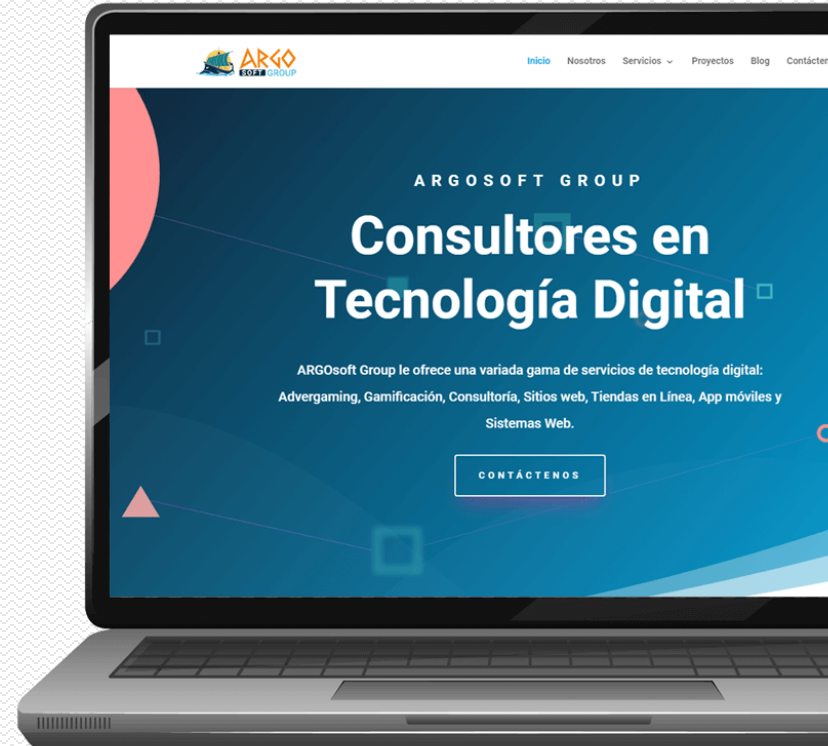 ARGO
SOFT GROUP
Inicio Nosotros Servicios Proyectos Blog
ARGOSOFT GROUP
Consultores en
Tecnología Digital
ARGOsoft Group le ofrece una variada gama de servicios de tecnología digital:
Advergaming, Gamificación, Consultoría, Sitios web, Tiendas en Línea, App móviles y
Sistemas Web.
CONTÁCTENOS